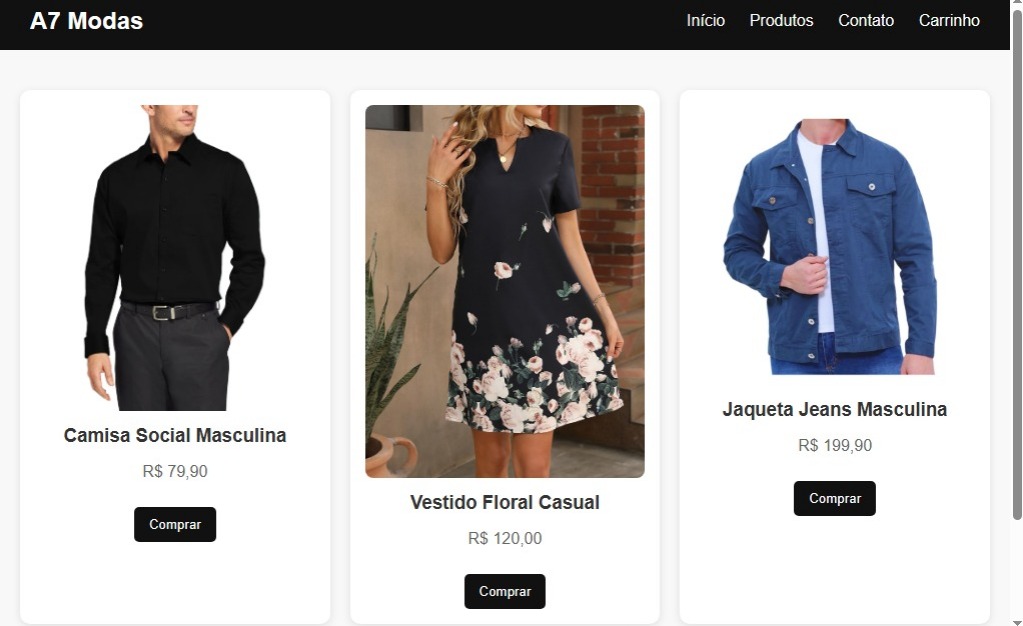 A7 Modas
Início Produtos Contato Carrinho
Camisa Social Masculina
R$ 79,90
Comprar
Vestido Floral Casual
R$ 120,00
Comprar
Jaqueta Jeans Masculina
R$ 199,90
Comprar